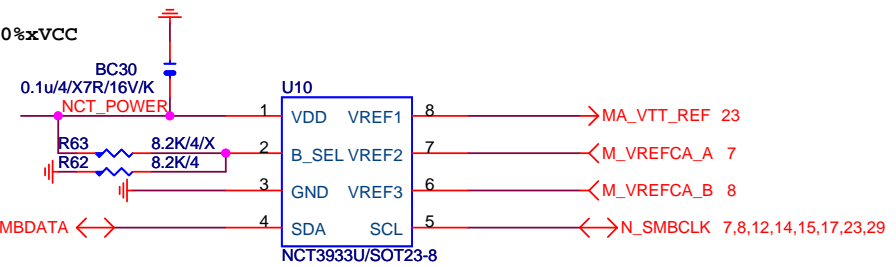 0%xVCC
BC30
0.1u/4/X7R/16V/K
U10
NCT_POWER
1 VDD VREF1 8 MA_VTT_REF 23
R63 8.2K/4/X
2 B_SEL VREF2 7 M_VREFCA_A 7
R62 8.2K/4
3 GND VREF3 6 M_VREFCA_B 8
MBDATA 4 SDA SCL 5 N_SMBCLK 7,8,12,14,15,17,23,29
NCT3933U/SOT23-8